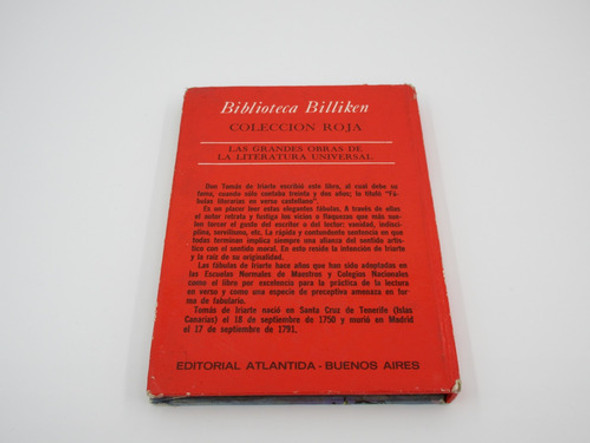 Biblioteca Billiken
COLECCION ROJA
LAS GRANDES OBRAS DE
LA LITERATURA UNIVERSAL
Don Tomás de Iriarte escribió este libro, al cual debe su
fama, cuando sólo contaba treinta y dos años; lo tituló "Fá-
bulas literarias en verso castellano".
Es un placer leer estas elegantes fábulas. A través de ellas
el autor retrata y fustiga los vicios o flaquezas que más sue-
len torcer el gusto del escritor o del lector: vanidad, indisci-
plina, servilismo, etc. La rápida y contundente sentencia en que
todas terminan implica siempre una alianza del sentido artís-
tico con el sentido moral. En esto reside la intención de Iriarte
y la raíz de su originalidad.
Las fábulas de Iriarte hace años que han sido adoptadas en
las Escuelas Normales de Maestros y Colegios Nacionales
como el libro por excelencia para la práctica de la lectura
en verso y como una especie de preceptiva amenaza en for-
ma de fabulario.
Tomás de Iriarte nació en Santa Cruz de Tenerife (Islas
Canarias) el 18 de septiembre de 1750 y murió en Madrid
el 17 de septiembre de 1791.
EDITORIAL ATLANTIDA - BUENOS AIRES